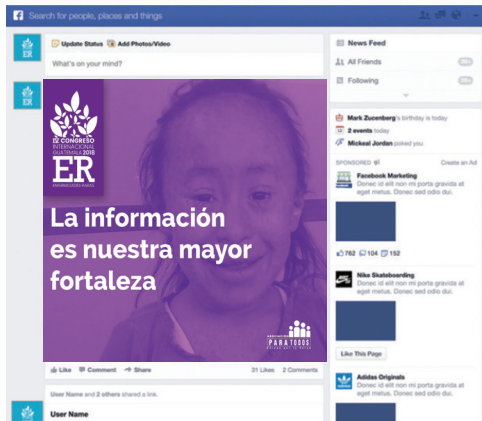 Search for people, places and things
Update Status Add Photos/Video
What's on your mind?
ER
ER
IV CONGRESO
INTERNACIONAL
GUATEMALA 2018
ER
ENFERMEDADES RARAS
La información
es nuestra mayor
fortaleza
PARA TODOS
Like Comment Share 31 Likes 2 Comments
User Name and 2 others shared a link.
User Name
News Feed
All Friends
Following
Mark Zucenberg's birthday is today
2 events today
Mickeal Jordan poked you
SPONSORED Create an Ad
Facebook Marketing
Donec id elit non mi porta gravida at
eget metus. Donec sed odio dui.
782 104 152
Nike Skateboarding
Donec id elit non mi porta gravida at
eget metus. Donec sed odio dui.
Like This Page
Adidas Originals
Donec id elit non mi porta gravida at
eget metus. Donec sed odio dui.